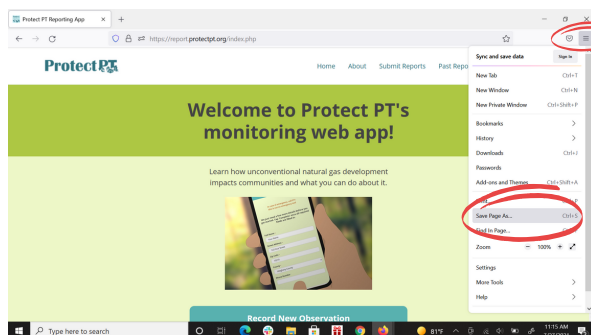 Protect PT Reporting App
https://report.protectpt.org/index.php
Protect PT
Home About Submit Reports Past Repo
Welcome to Protect PT's
monitoring web app!
Learn how unconventional natural gas development
impacts communities and what you can do about it.
Record New Observation
Sync and save data Sign In
New Tab Ctrl+T
New Window Ctrl+N
New Private Window Ctrl+Shift+P
Bookmarks
History
Downloads Ctrl+J
Passwords
Add-ons and Themes Ctrl+Shift+A
Save Page As... Ctrl+S
Find In Page...
Zoom 100%
Settings
More Tools
Help
Type here to search
81°F
11:15 AM